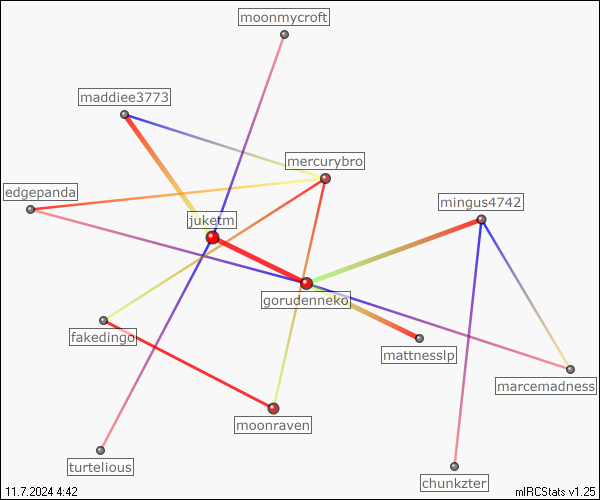 moonmycroft
maddiee3773
mercurybro
edgepanda
mingus4742
juketm
gorudenneko
fakedingo
mattnesslp
marcemadness
moonraven
turtelious
chunkzter
11.7.2024 4:42
mIRCStats v1.25